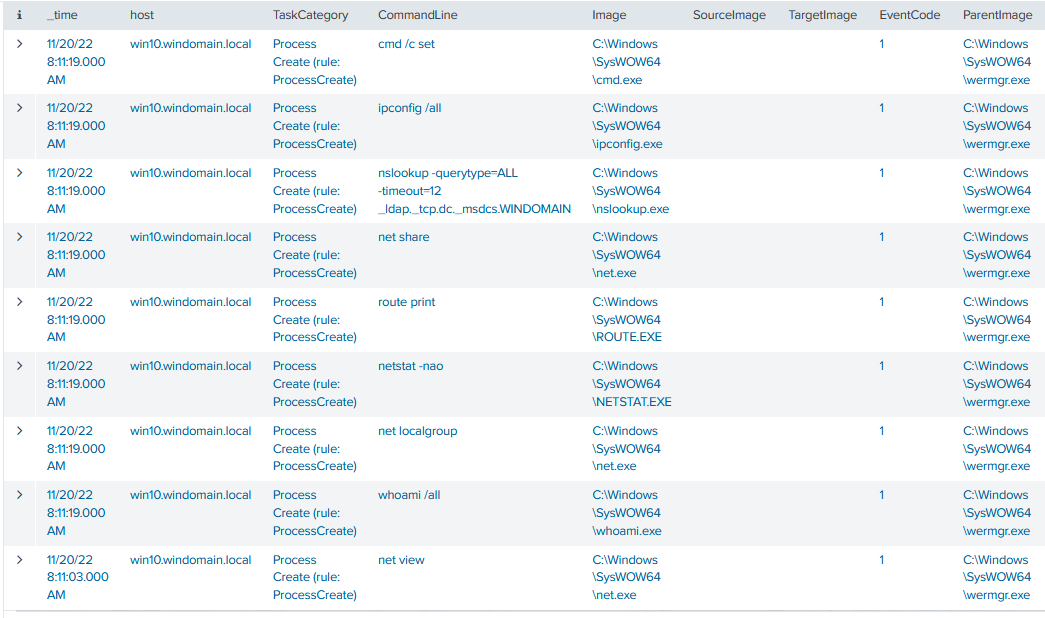 i _time host TaskCategory CommandLine Image SourceImage TargetImage EventCode ParentImage
> 11/20/22 win10.windomain.local Process cmd /c set C:\Windows 1 C:\Windows
8:11:19.000 Create (rule: \SysWOW64 \SysWOW64
AM ProcessCreate) \cmd.exe \wermgr.exe
> 11/20/22 win10.windomain.local Process ipconfig /all C:\Windows 1 C:\Windows
8:11:19.000 Create (rule: \SysWOW64 \SysWOW64
AM ProcessCreate) \ipconfig.exe \wermgr.exe
> 11/20/22 win10.windomain.local Process nslookup -querytype=ALL C:\Windows 1 C:\Windows
8:11:19.000 Create (rule: -timeout=12 \SysWOW64 \SysWOW64
AM ProcessCreate) _ldap._tcp.dc._msdcs.WINDOMAIN \nslookup.exe \wermgr.exe
> 11/20/22 win10.windomain.local Process net share C:\Windows 1 C:\Windows
8:11:19.000 Create (rule: \SysWOW64 \SysWOW64
AM ProcessCreate) \net.exe \wermgr.exe
> 11/20/22 win10.windomain.local Process route print C:\Windows 1 C:\Windows
8:11:19.000 Create (rule: \SysWOW64 \SysWOW64
AM ProcessCreate) \ROUTE.EXE \wermgr.exe
> 11/20/22 win10.windomain.local Process netstat -nao C:\Windows 1 C:\Windows
8:11:19.000 Create (rule: \SysWOW64 \SysWOW64
AM ProcessCreate) \NETSTAT.EXE \wermgr.exe
> 11/20/22 win10.windomain.local Process net localgroup C:\Windows 1 C:\Windows
8:11:19.000 Create (rule: \SysWOW64 \SysWOW64
AM ProcessCreate) \net.exe \wermgr.exe
> 11/20/22 win10.windomain.local Process whoami /all C:\Windows 1 C:\Windows
8:11:19.000 Create (rule: \SysWOW64 \SysWOW64
AM ProcessCreate) \whoami.exe \wermgr.exe
> 11/20/22 win10.windomain.local Process net view C:\Windows 1 C:\Windows
8:11:03.000 Create (rule: \SysWOW64 \SysWOW64
AM ProcessCreate) \net.exe \wermgr.exe